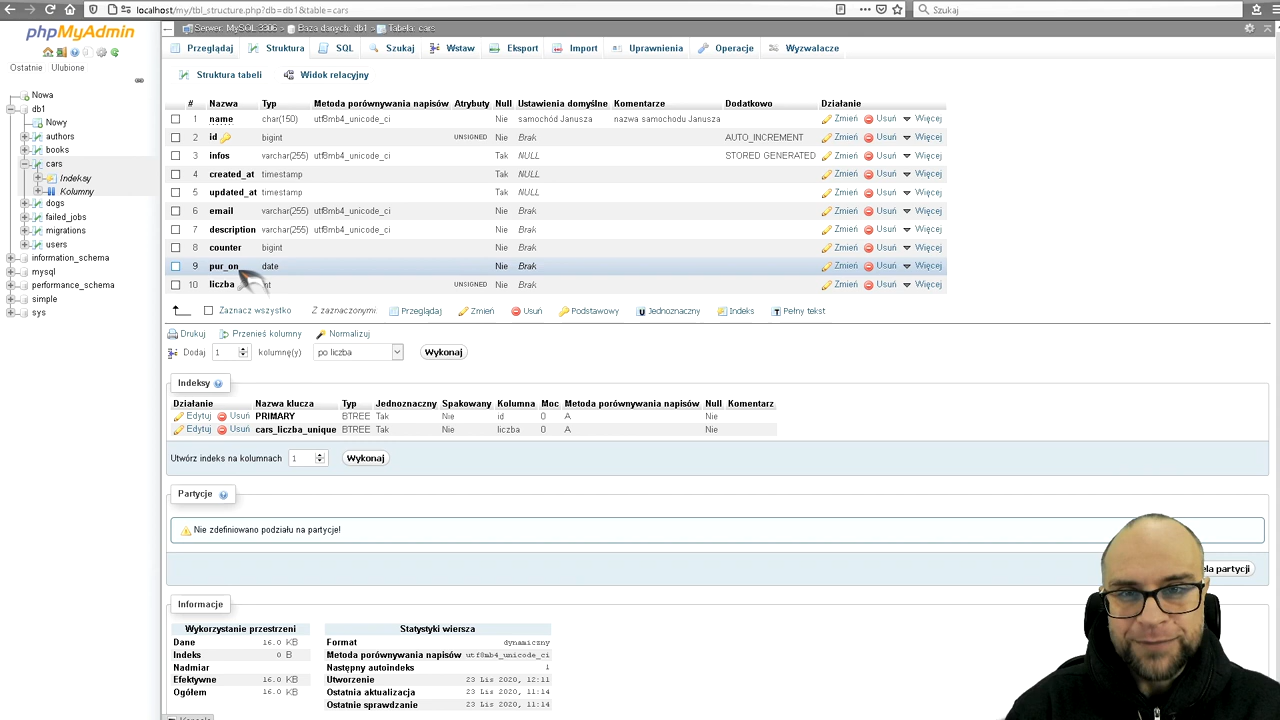 localhost/my/tbl_structure.php?db=db1&table=cars
Szukaj
phpMyAdmin
Ostatnie Ulubione
Nowa
db1
Nowy
authors
books
cars
Indeksy
Kolumny
dogs
failed_jobs
migrations
users
information_schema
mysql
performance_schema
simple
sys
Serwer: MySQL:3306 » Baza danych: db1 » Tabela: cars
Przeglądaj Struktura SQL Szukaj Wstaw Eksport Import Uprawnienia Operacje Wyzwalacze
Struktura tabeli Widok relacyjny
# Nazwa Typ Metoda porównywania napisów Atrybuty Null Ustawienia domyślne Komentarze Dodatkowo Działanie
1 name char(150) utf8mb4_unicode_ci Nie samochód Janusza nazwa samochodu Janusza Zmień Usuń Więcej
2 id bigint UNSIGNED Nie Brak AUTO_INCREMENT Zmień Usuń Więcej
3 infos varchar(255) utf8mb4_unicode_ci Tak NULL STORED GENERATED Zmień Usuń Więcej
4 created_at timestamp Tak NULL Zmień Usuń Więcej
5 updated_at timestamp Tak NULL Zmień Usuń Więcej
6 email varchar(255) utf8mb4_unicode_ci Nie Brak Zmień Usuń Więcej
7 description varchar(255) utf8mb4_unicode_ci Nie Brak Zmień Usuń Więcej
8 counter bigint Nie Brak Zmień Usuń Więcej
9 pur_on date Nie Brak Zmień Usuń Więcej
10 liczba UNSIGNED Nie Brak Zmień Usuń Więcej
Zaznacz wszystko Z zaznaczonymi: Przeglądaj Zmień Usuń Podstawowy Jednoznaczny Indeks Pełny tekst
Drukuj Przenieś kolumny Normalizuj
Dodaj 1 kolumnę(y) po liczba Wykonaj
Indeksy
Działanie Nazwa klucza Typ Jednoznaczny Spakowany Kolumna Moc Metoda porównywania napisów Null Komentarz
Edytuj Usuń PRIMARY BTREE Tak Nie id 0 A Nie
Edytuj Usuń cars_liczba_unique BTREE Tak Nie liczba 0 A Nie
Utwórz indeks na kolumnach 1 Wykonaj
Partycje
Nie zdefiniowano podziału na partycje!
partycji
Informacje
Wykorzystanie przestrzeni
Dane 16.0 KB
Indeks 0 B
Nadmiar
Efektywne 16.0 KB
Ogółem 16.0 KB
Statystyki wiersza
Format dynamiczny
Metoda porównywania napisów utf8mb4_unicode_ci
Następny autoindeks 1
Utworzenie 23 Lis 2020, 12:11
Ostatnia aktualizacja 23 Lis 2020, 11:14
Ostatnie sprawdzanie 23 Lis 2020, 11:14